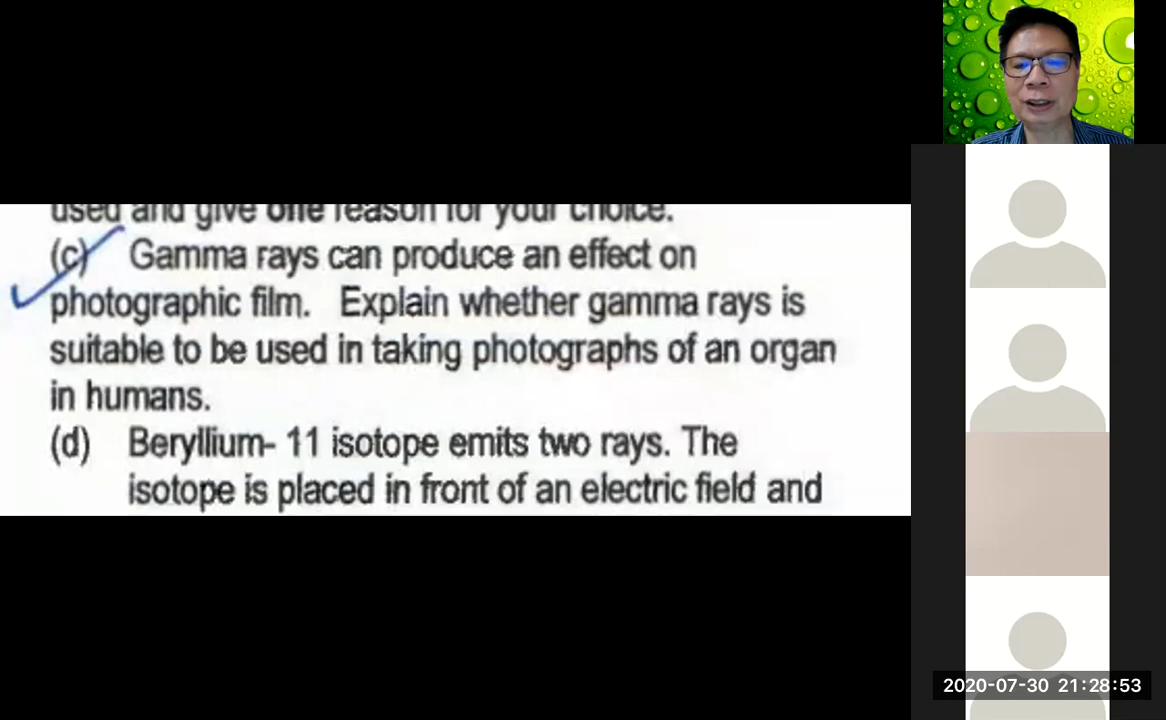 used and give one reason for your choice.
(c) Gamma rays can produce an effect on
photographic film. Explain whether gamma rays is
suitable to be used in taking photographs of an organ
in humans.
(d) Beryllium- 11 isotope emits two rays. The
isotope is placed in front of an electric field and
2020-07-30 21:28:53